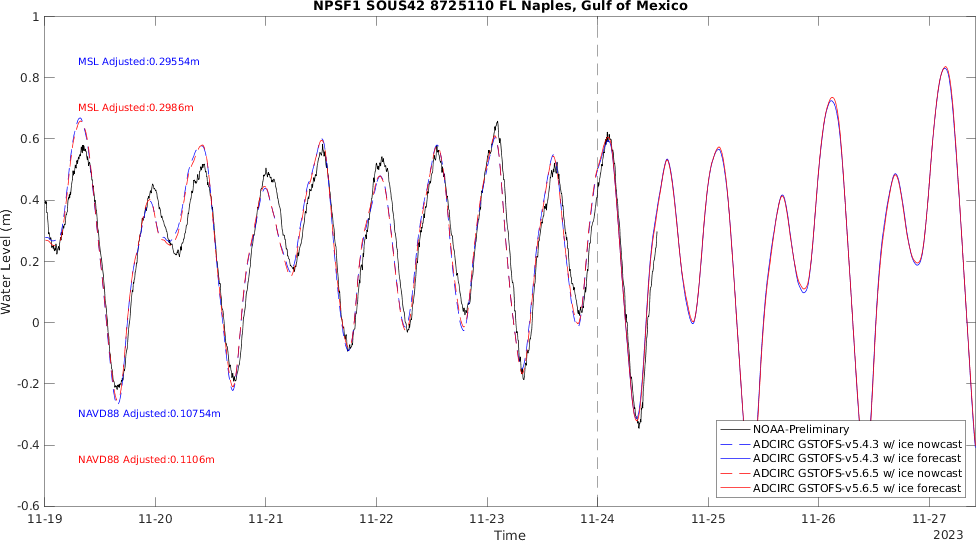 NPSF1 SOUS42 8725110 FL Naples, Gulf of Mexico
1
0.8
0.6
0.4
0.2
0
-0.2
-0.4
-0.6
Water Level (m)
MSL Adjusted:0.29554m
MSL Adjusted:0.2986m
NAVD88 Adjusted:0.10754m
NAVD88 Adjusted:0.1106m
NOAA-Preliminary
ADCIRC GSTOFS-v5.4.3 w/ ice nowcast
ADCIRC GSTOFS-v5.4.3 w/ ice forecast
ADCIRC GSTOFS-v5.6.5 w/ ice nowcast
ADCIRC GSTOFS-v5.6.5 w/ ice forecast
11-19 11-20 11-21 11-22 11-23 11-24 11-25 11-26 11-27
Time
2023